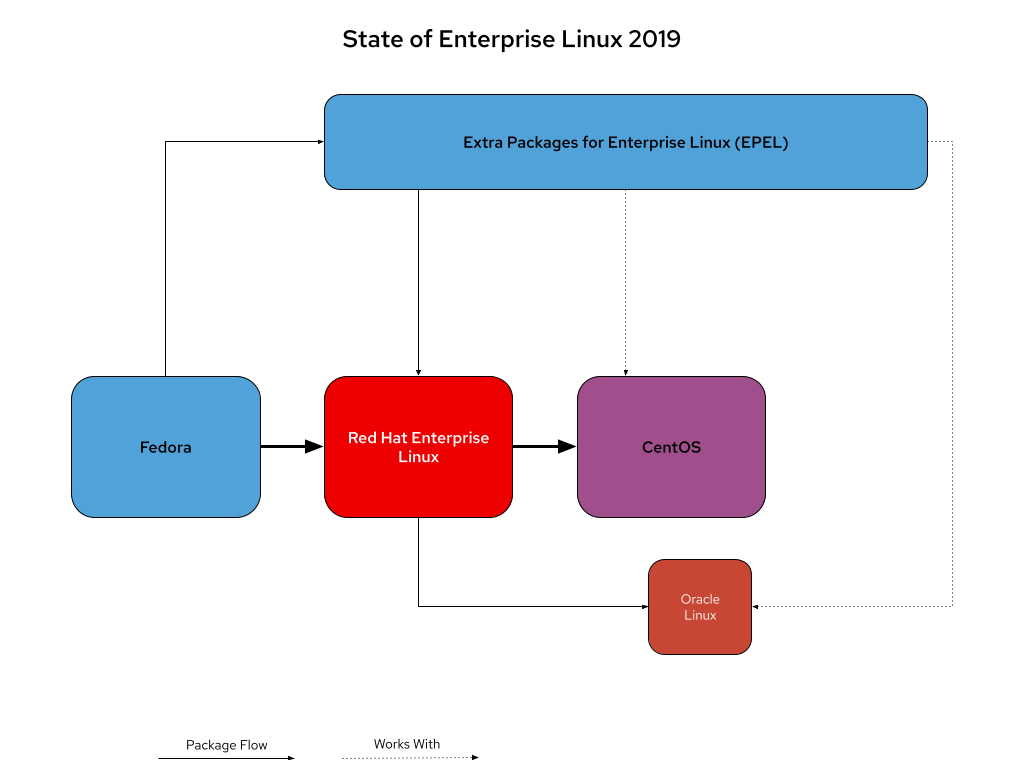 State of Enterprise Linux 2019
Extra Packages for Enterprise Linux (EPEL)
Fedora
Red Hat Enterprise
Linux
CentOS
Oracle
Linux
Package Flow
Works With